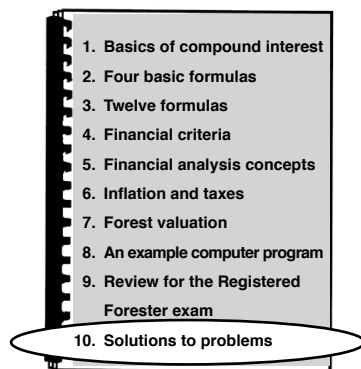 1. Basics of compound interest
2. Four basic formulas
3. Twelve formulas
4. Financial criteria
5. Financial analysis concepts
6. Inflation and taxes
7. Forest valuation
8. An example computer program
9. Review for the Registered
Forester exam
10. Solutions to problems